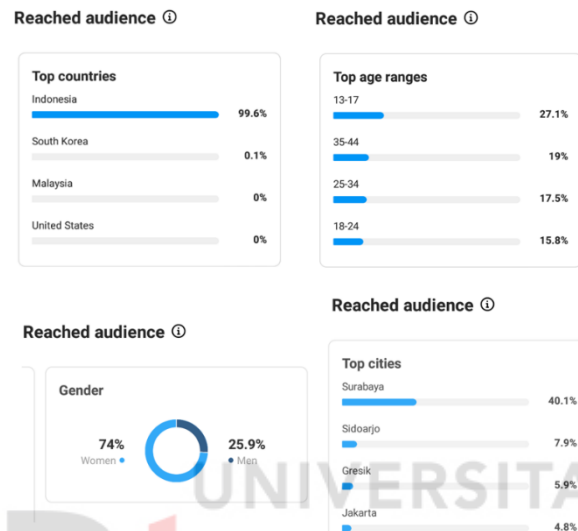 Reached audience
Top countries
Indonesia
99.6%
South Korea
0.1%
Malaysia
0%
United States
0%
Reached audience
Top age ranges
13-17
27.1%
35-44
19%
25-34
17.5%
18-24
15.8%
Reached audience
Gender
74%
Women
25.9%
Men
Reached audience
Top cities
Surabaya
40.1%
Sidoarjo
7.9%
Gresik
5.9%
Jakarta
4.8%
UNIVERSITA